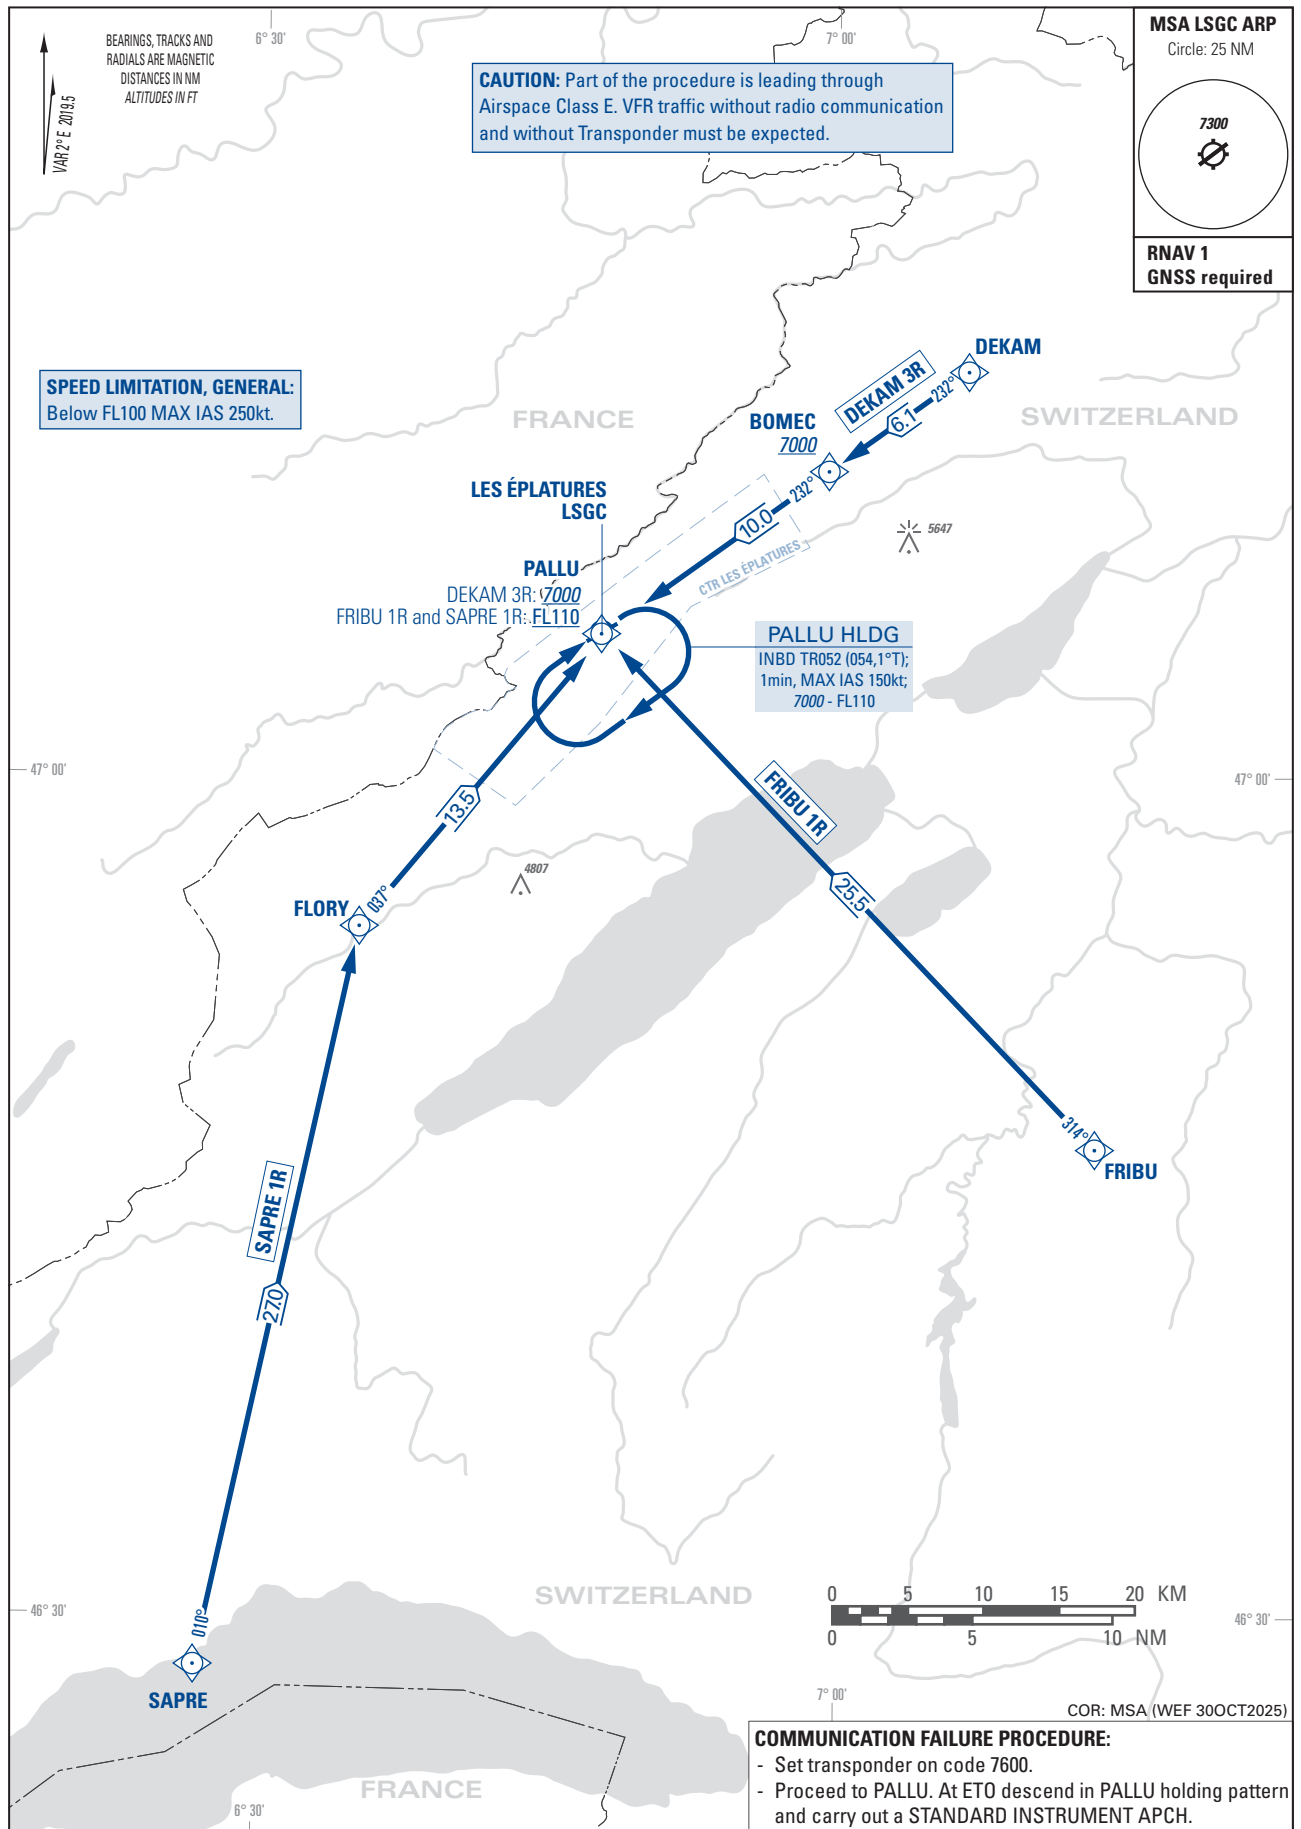 BEARINGS, TRACKS AND
RADIALS ARE MAGNETIC
DISTANCES IN NM
ALTITUDES IN FT
VAR 2° E 2019.5
6° 30'
7° 00'
CAUTION: Part of the procedure is leading through
Airspace Class E. VFR traffic without radio communication
and without Transponder must be expected.
MSA LSGC ARP
Circle: 25 NM
7300
RNAV 1
GNSS required
SPEED LIMITATION, GENERAL:
Below FL100 MAX IAS 250kt.
FRANCE
SWITZERLAND
DEKAM
232°
DEKAM 3R
6.1
BOMEC
7000
232°
10.0
5647
CTR LES ÉPLATURES
LES ÉPLATURES
LSGC
PALLU
DEKAM 3R: 7000
FRIBU 1R and SAPRE 1R: FL110
PALLU HLDG
INBD TR052 (054,1°T);
1min, MAX IAS 150kt;
7000 - FL110
47° 00'
47° 00'
13.5
FRIBU 1R
4807
25.5
FLORY
037°
314°
FRIBU
SAPRE 1R
27.0
SWITZERLAND
0 5 10 15 20 KM
0 5 10 NM
46° 30'
46° 30'
010°
SAPRE
7° 00'
COR: MSA (WEF 30OCT2025)
FRANCE
6° 30'
COMMUNICATION FAILURE PROCEDURE:
- Set transponder on code 7600.
- Proceed to PALLU. At ETO descend in PALLU holding pattern
and carry out a STANDARD INSTRUMENT APCH.